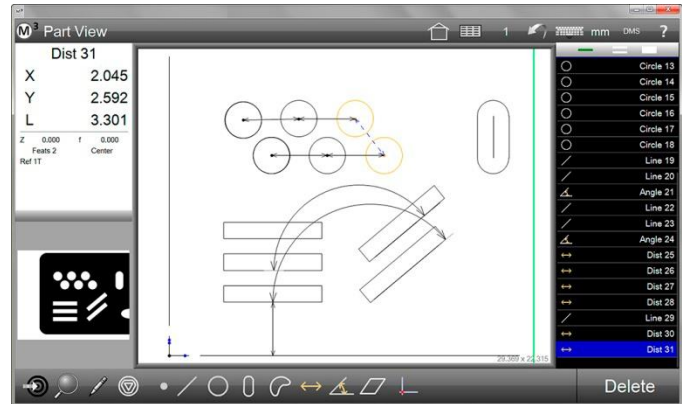 M³ Part View
1
mm
DMS
?
Dist 31
X 2.045
Y 2.592
L 3.301
Z 0.000 f 0.000
Feats 2 Center
Ref 1T
29.369 x 22.315
Circle 13
Circle 14
Circle 15
Circle 16
Circle 17
Circle 18
Line 19
Line 20
Angle 21
Line 22
Line 23
Angle 24
Dist 25
Dist 26
Dist 27
Dist 28
Line 29
Dist 30
Dist 31
Delete